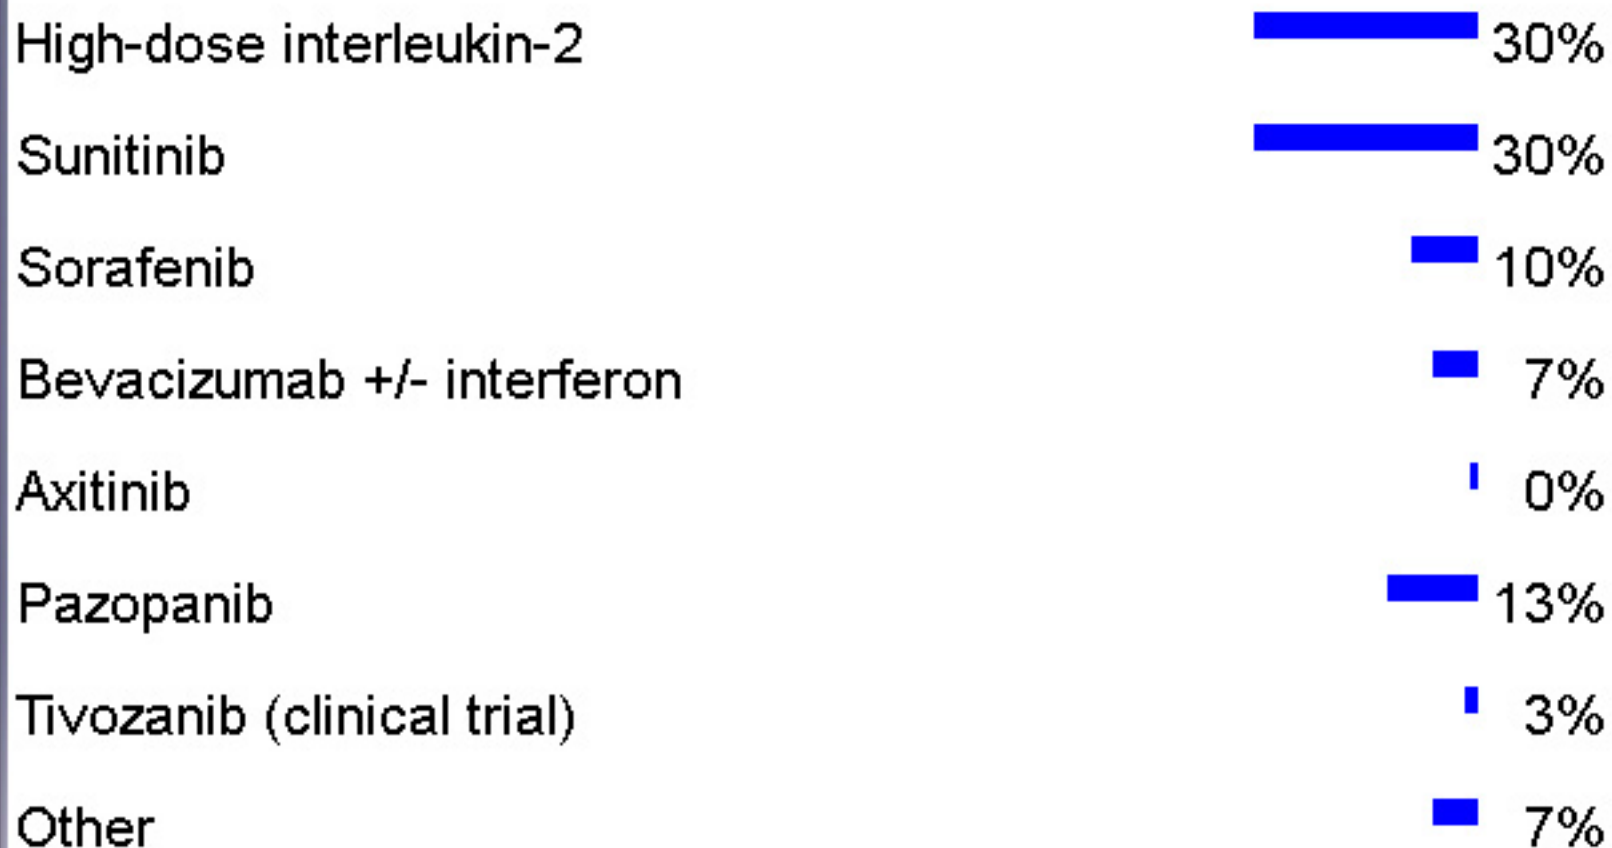 High-dose interleukin-2 30%
Sunitinib 30%
Sorafenib 10%
Bevacizumab +/- interferon 7%
Axitinib 0%
Pazopanib 13%
Tivozanib (clinical trial) 3%
Other 7%